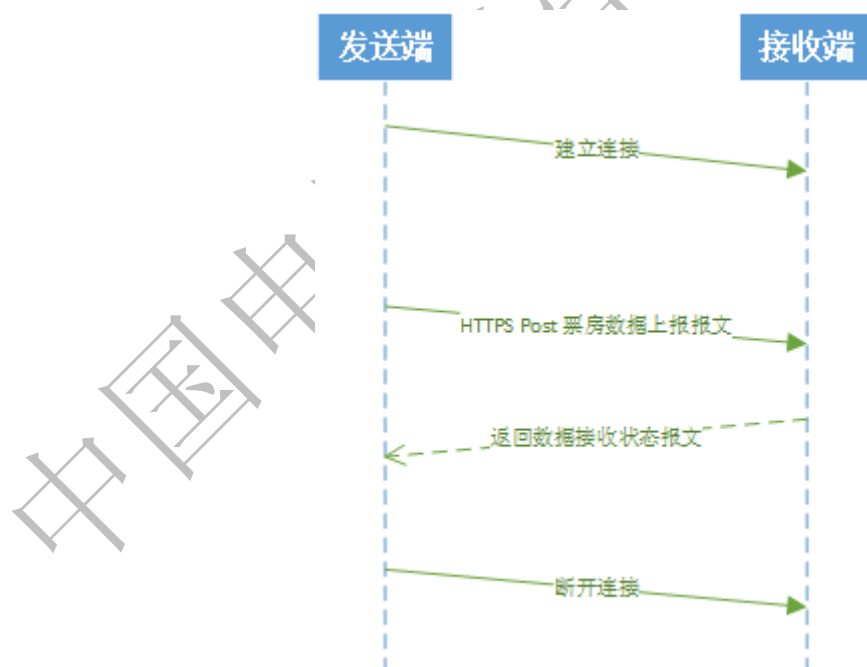 发送端
接收端
建立连接
HTTPS Post 票房数据上报报文
返回数据接收状态报文
断开连接
中国电